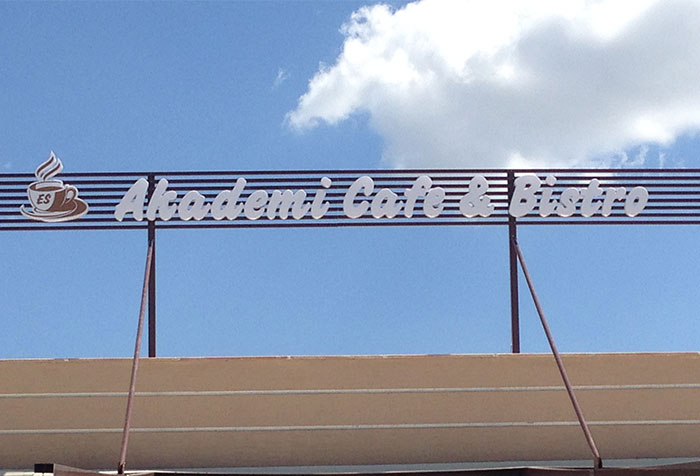 ES
Akademi Cafe & Bistro